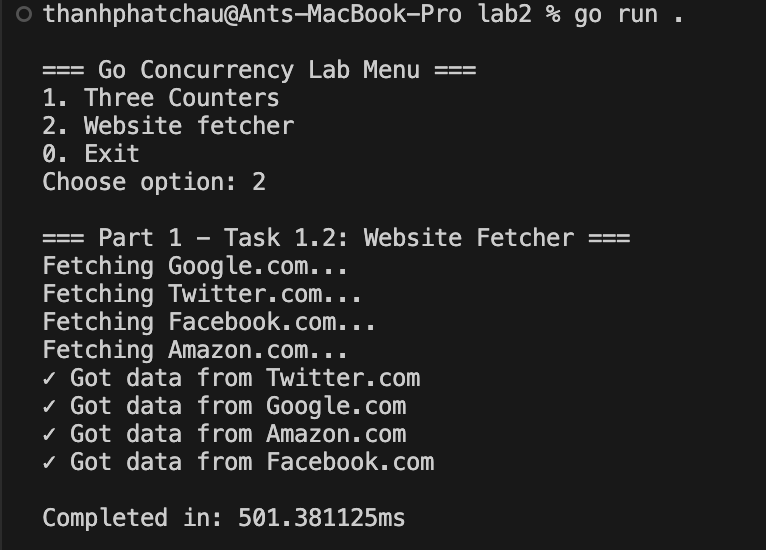 thanhphatchau@Ants-MacBook-Pro lab2 % go run .
=== Go Concurrency Lab Menu ===
1. Three Counters
2. Website fetcher
0. Exit
Choose option: 2
=== Part 1 - Task 1.2: Website Fetcher ===
Fetching Google.com...
Fetching Twitter.com...
Fetching Facebook.com...
Fetching Amazon.com...
✓ Got data from Twitter.com
✓ Got data from Google.com
✓ Got data from Amazon.com
✓ Got data from Facebook.com
Completed in: 501.381125ms